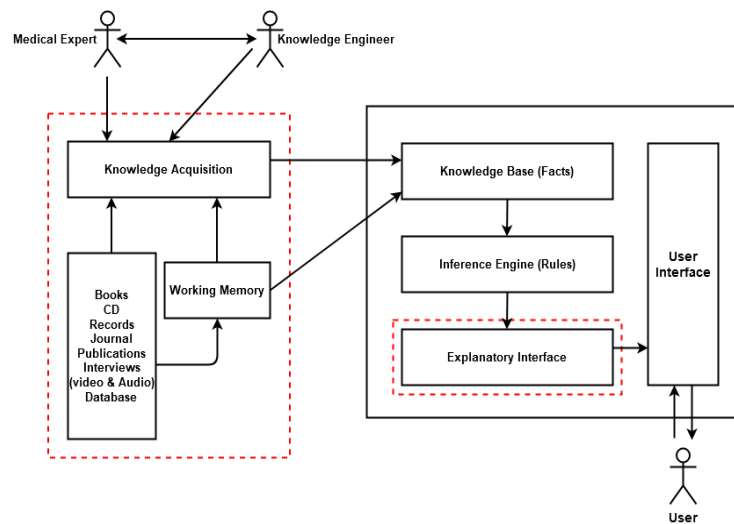 Medical Expert
Knowledge Engineer
Knowledge Acquisition
Books
CD
Records
Journal
Publications
Interviews
(video & Audio)
Database
Working Memory
Knowledge Base (Facts)
Inference Engine (Rules)
Explanatory Interface
User
Interface
User